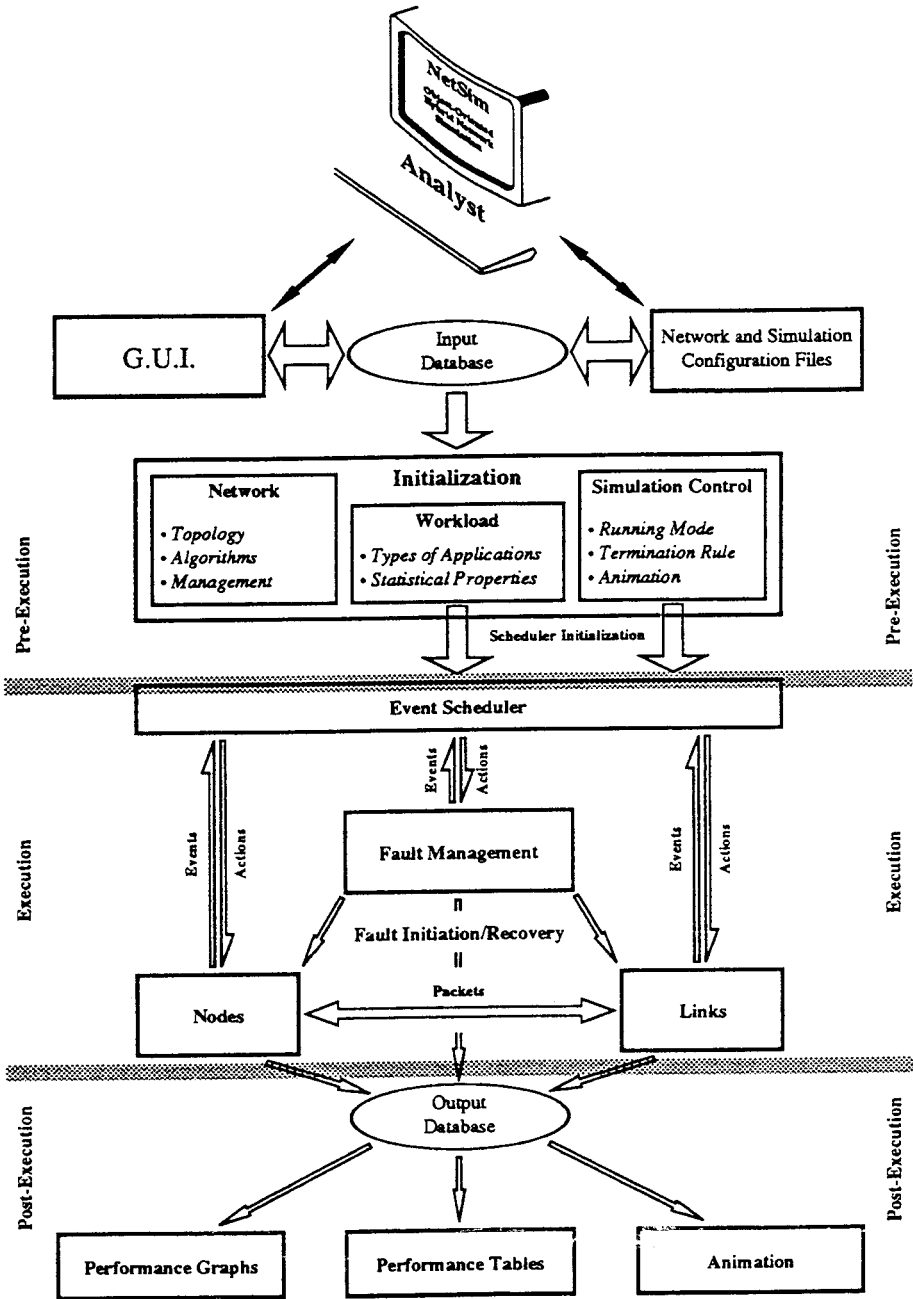 NetSim
Object-Oriented
Hybrid Network
Simulation
Analyst
G.U.I.
Input
Database
Network and Simulation
Configuration Files
Initialization
Network
• Topology
• Algorithms
• Management
Workload
• Types of Applications
• Statistical Properties
Simulation Control
• Running Mode
• Termination Rule
• Animation
Pre-Execution
Pre-Execution
Scheduler Initialization
Event Scheduler
Events
Actions
Events
Actions
Events
Actions
Fault Management
Execution
Execution
Fault Initiation/Recovery
Packets
Nodes
Links
Output
Database
Post-Execution
Post-Execution
Performance Graphs
Performance Tables
Animation